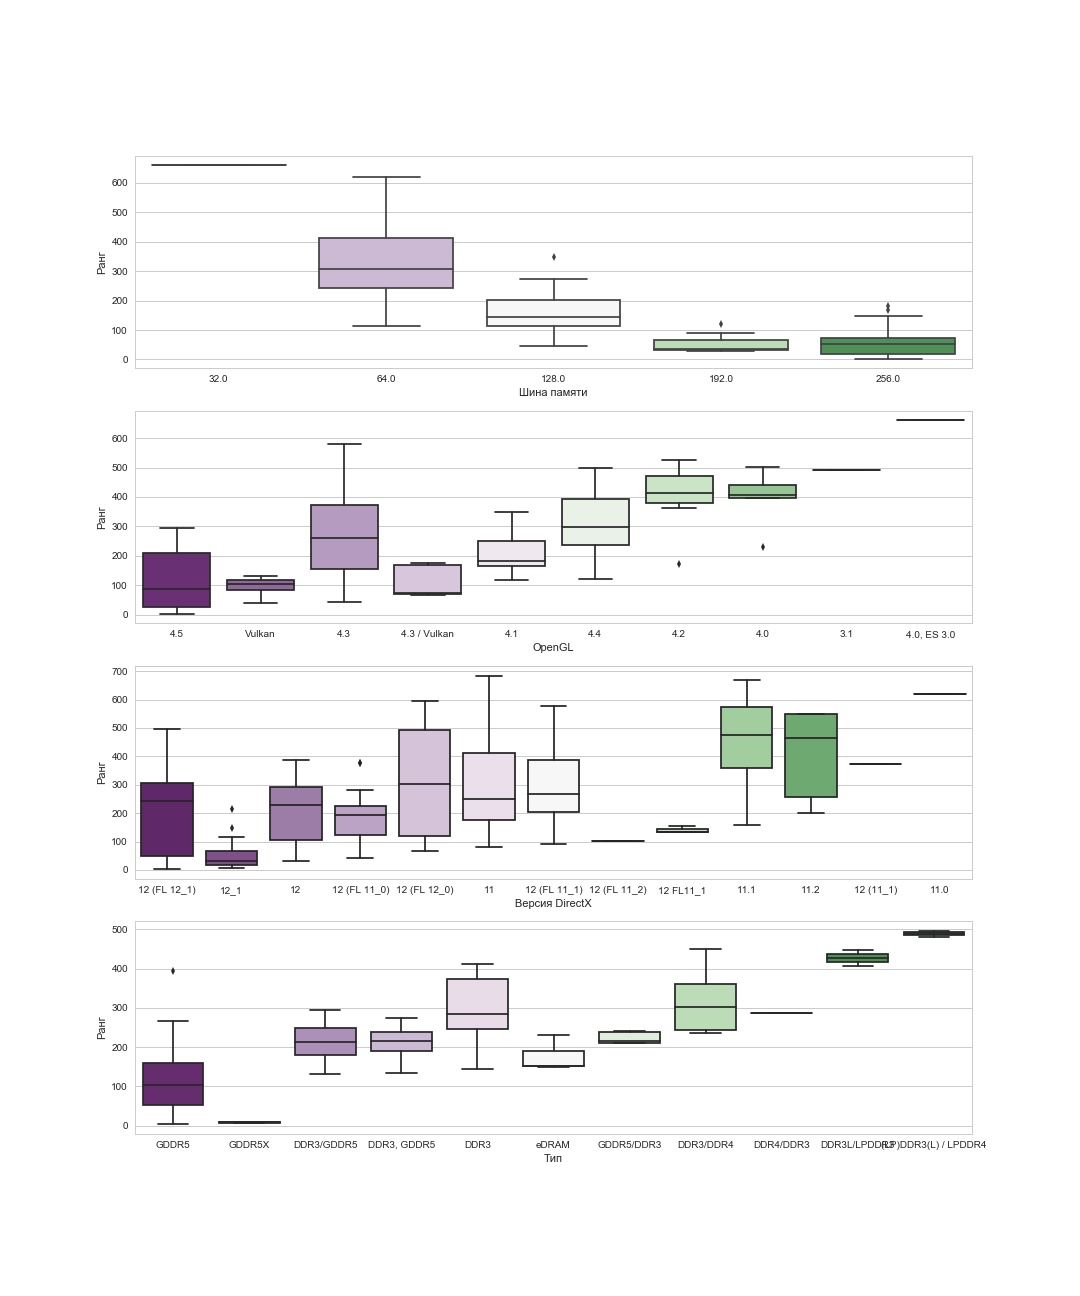 600
500
400
300
200
100
0
Ранг
32.0 64.0 128.0 192.0 256.0
Шина памяти
600
500
400
300
200
100
0
Ранг
4.5 Vulkan 4.3 4.3 / Vulkan 4.1 4.4 4.2 4.0 3.1 4.0, ES 3.0
OpenGL
700
600
500
400
300
200
100
0
Ранг
12 (FL 12_1) 12_1 12 12 (FL 11_0) 12 (FL 12_0) 11 12 (FL 11_1) 12 (FL 11_2) 12 FL11_1 11.1 11.2 12 (11_1) 11.0
Версия DirectX
500
400
300
200
100
0
Ранг
GDDR5 GDDR5X DDR3/GDDR5 DDR3, GDDR5 DDR3 eDRAM GDDR5/DDR3 DDR3/DDR4 DDR4/DDR3 DDR3L/LPDDR3 (LP)DDR3(L) / LPDDR4
Тип